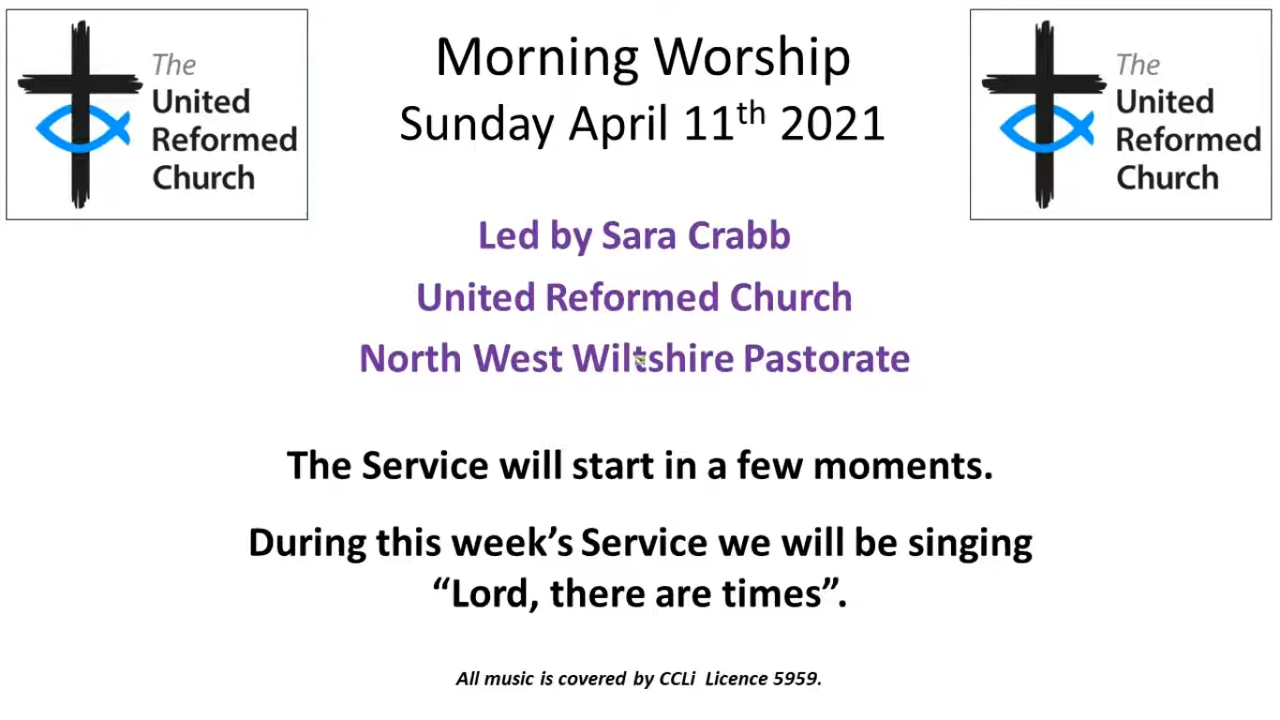 The
United
Reformed
Church
Morning Worship
Sunday April 11th 2021
The
United
Reformed
Church
Led by Sara Crabb
United Reformed Church
North West Wiltshire Pastorate
The Service will start in a few moments.
During this week’s Service we will be singing
“Lord, there are times”.
All music is covered by CCLi Licence 5959.